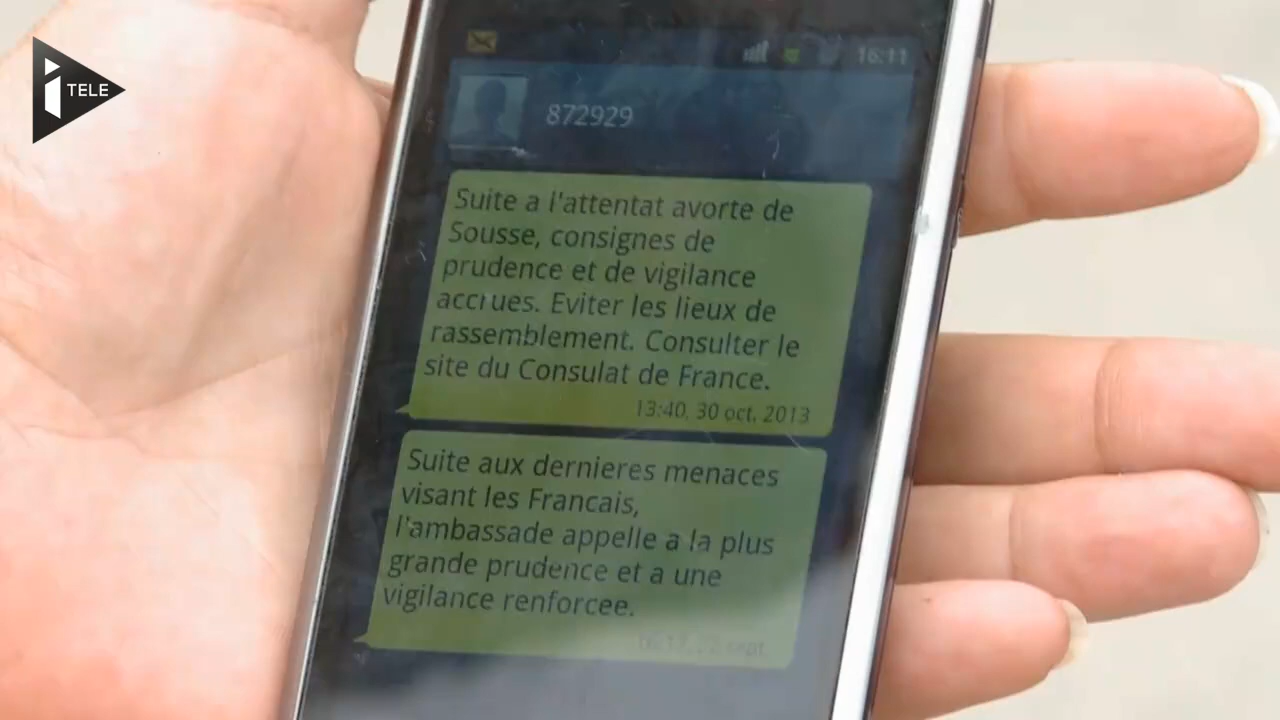 i TELE
16:11
872929
Suite a l'attentat avorte de
Sousse, consignes de
prudence et de vigilance
accrues. Eviter les lieux de
rassemblement. Consulter le
site du Consulat de France.
13:40, 30 oct. 2013
Suite aux dernieres menaces
visant les Francais,
l'ambassade appelle a la plus
grande prudence et a une
vigilance renforcee.
sept.